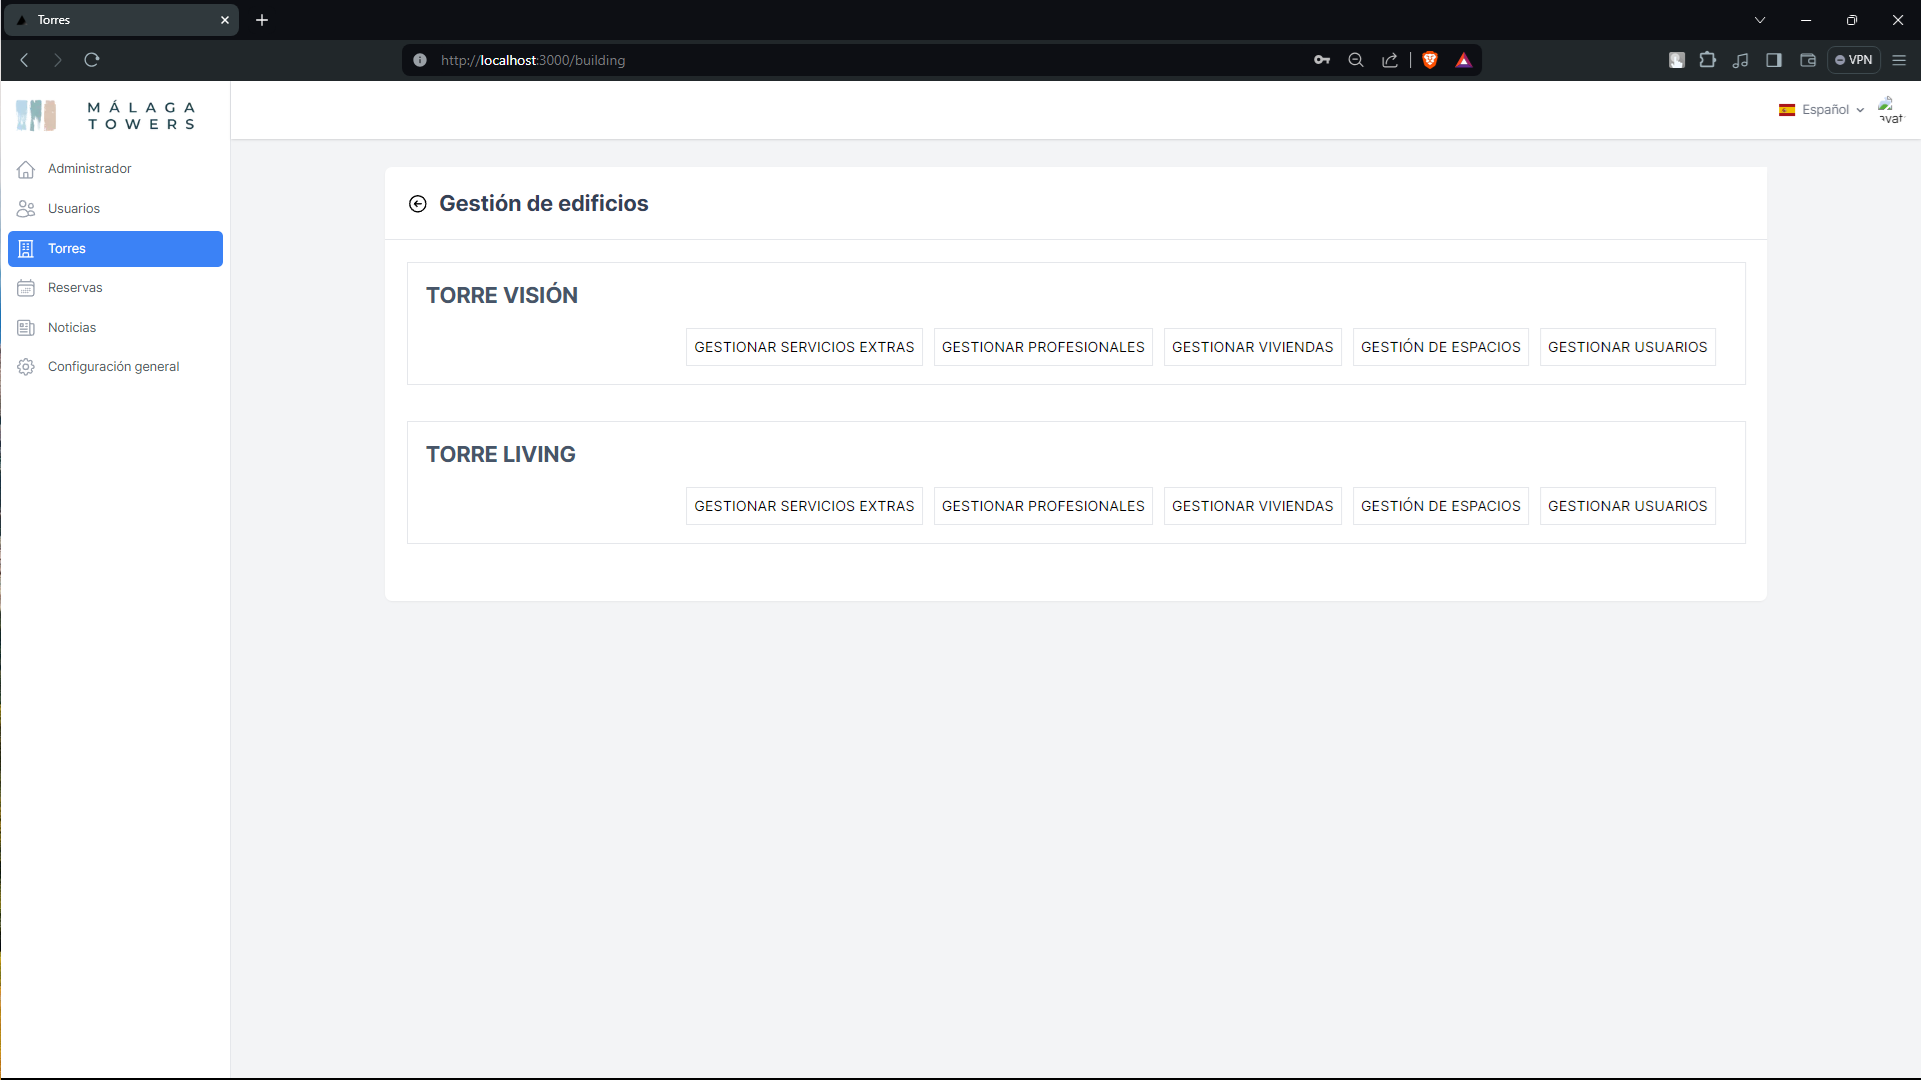 Torres
http://localhost:3000/building
VPN
MÁLAGA
TOWERS
Español
Administrador
Usuarios
Torres
Reservas
Noticias
Configuración general
Gestión de edificios
TORRE VISIÓN
GESTIONAR SERVICIOS EXTRAS GESTIONAR PROFESIONALES GESTIONAR VIVIENDAS GESTIÓN DE ESPACIOS GESTIONAR USUARIOS
TORRE LIVING
GESTIONAR SERVICIOS EXTRAS GESTIONAR PROFESIONALES GESTIONAR VIVIENDAS GESTIÓN DE ESPACIOS GESTIONAR USUARIOS